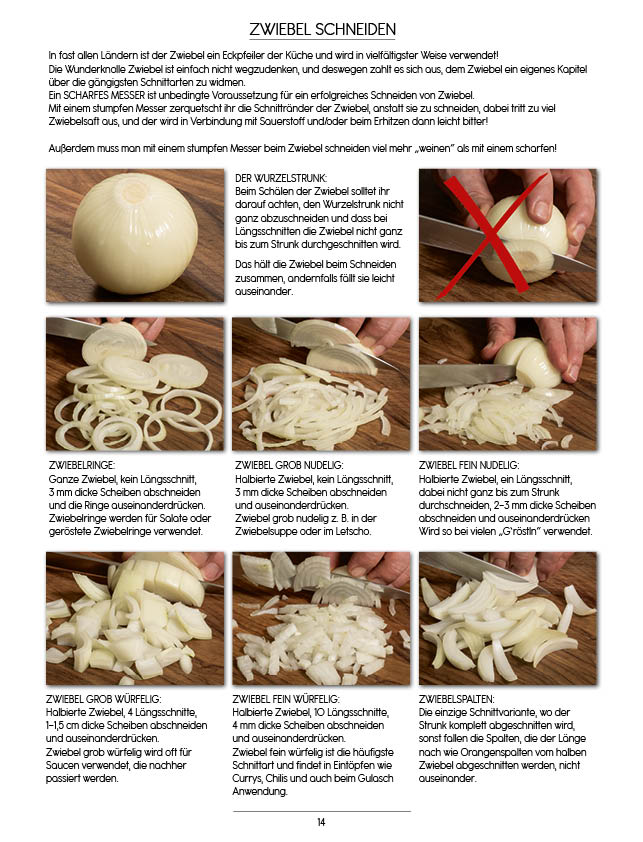 ZWIEBEL SCHNEIDEN
In fast allen Ländern ist der Zwiebel ein Eckpfeiler der Küche und wird in vielfältigster Weise verwendet!
Die Wunderknolle Zwiebel ist einfach nicht wegzudenken, und deswegen zahlt es sich aus, dem Zwiebel ein eigenes Kapitel
über die gängigsten Schnittarten zu widmen.
Ein SCHARFES MESSER ist unbedingte Voraussetzung für ein erfolgreiches Schneiden von Zwiebel.
Mit einem stumpfen Messer zerquetscht ihr die Schnittränder der Zwiebel, anstatt sie zu schneiden, dabei tritt zu viel
Zwiebelsaft aus, und der wird in Verbindung mit Sauerstoff und/oder beim Erhitzen dann leicht bitter!
Außerdem muss man mit einem stumpfen Messer beim Zwiebel schneiden viel mehr „weinen“ als mit einem scharfen!
DER WURZELSTRUNK:
Beim Schälen der Zwiebel solltet ihr
darauf achten, den Wurzelstrunk nicht
ganz abzuschneiden und dass bei
Längsschnitten die Zwiebel nicht ganz
bis zum Strunk durchgeschnitten wird.
Das hält die Zwiebel beim Schneiden
zusammen, andernfalls fällt sie leicht
auseinander.
ZWIEBELRINGE:
Ganze Zwiebel, kein Längsschnitt,
3 mm dicke Scheiben abschneiden
und die Ringe auseinanderdrücken.
Zwiebelringe werden für Salate oder
geröstete Zwiebelringe verwendet.
ZWIEBEL GROB NUDELIG:
Halbierte Zwiebel, kein Längsschnitt,
3 mm dicke Scheiben abschneiden
und auseinanderdrücken.
Zwiebel grob nudelig z. B. in der
Zwiebelsuppe oder im Letscho.
ZWIEBEL FEIN NUDELIG:
Halbierte Zwiebel, ein Längsschnitt,
dabei nicht ganz bis zum Strunk
durchschneiden, 2-3 mm dicke Scheiben
abschneiden und auseinanderdrücken
Wird so bei vielen „G‘röstln“ verwendet.
ZWIEBEL GROB WÜRFELIG:
Halbierte Zwiebel, 4 Längsschnitte,
1-1,5 cm dicke Scheiben abschneiden
und auseinanderdrücken.
Zwiebel grob würfelig wird oft für
Saucen verwendet, die nachher
passiert werden.
ZWIEBEL FEIN WÜRFELIG:
Halbierte Zwiebel, 10 Längsschnitte,
4 mm dicke Scheiben abschneiden
und auseinanderdrücken.
Zwiebel fein würfelig ist die häufigste
Schnittart und findet in Eintöpfen wie
Currys, Chilis und auch beim Gulasch
Anwendung.
ZWIEBELSPALTEN:
Die einzige Schnittvariante, wo der
Strunk komplett abgeschnitten wird,
sonst fallen die Spalten, die der Länge
nach wie Orangenspalten vom halben
Zwiebel abgeschnitten werden, nicht
auseinander.
14